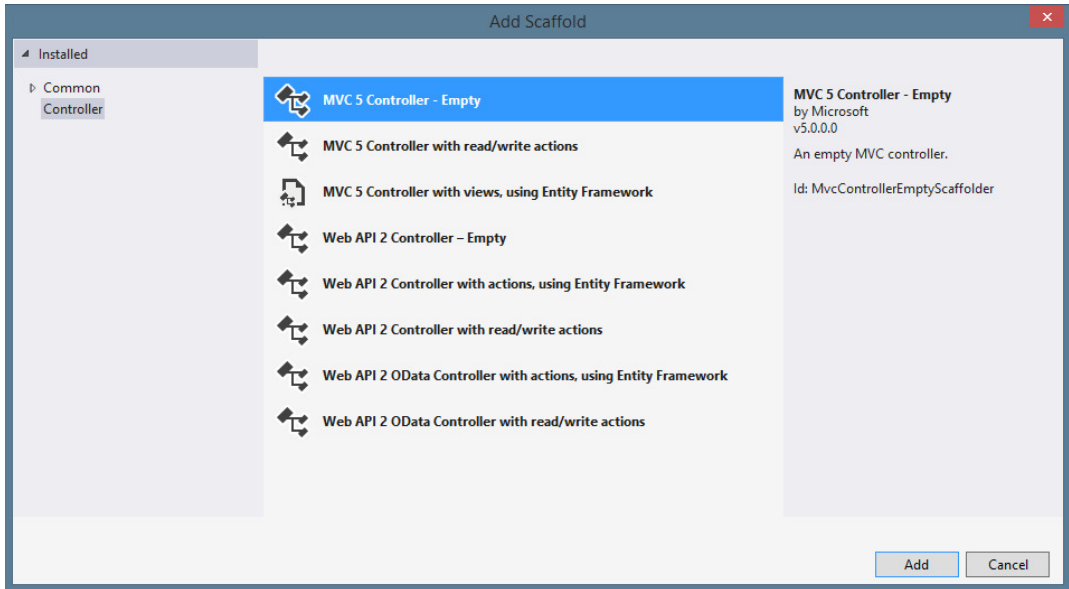 Add Scaffold
Installed
Common
Controller
MVC 5 Controller - Empty
MVC 5 Controller with read/write actions
MVC 5 Controller with views, using Entity Framework
Web API 2 Controller – Empty
Web API 2 Controller with actions, using Entity Framework
Web API 2 Controller with read/write actions
Web API 2 OData Controller with actions, using Entity Framework
Web API 2 OData Controller with read/write actions
MVC 5 Controller - Empty
by Microsoft
v5.0.0.0
An empty MVC controller.
Id: MvcControllerEmptyScaffolder
Add
Cancel